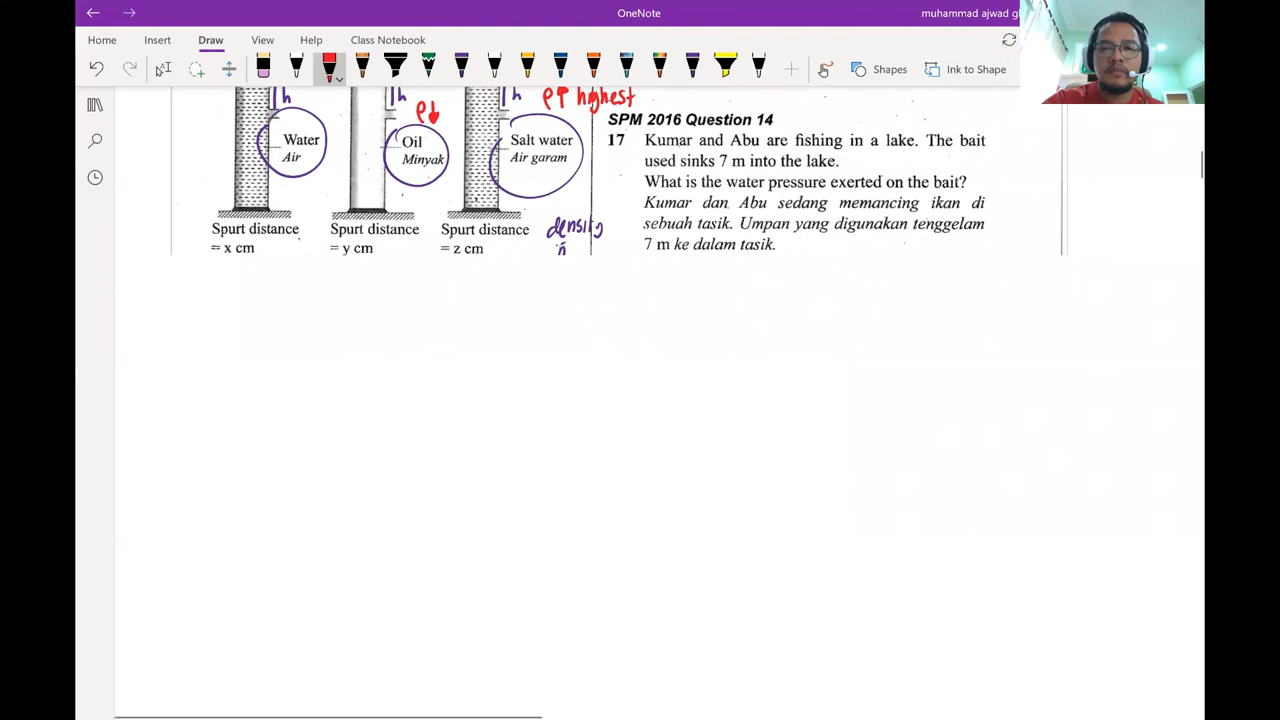 OneNote
muhammad ajwad gh
Home Insert Draw View Help Class Notebook
Shapes Ink to Shape
h
h
h
ρ highest
ρ
Water
Air
Oil
Minyak
Salt water
Air garam
Spurt distance
= x cm
Spurt distance
= y cm
Spurt distance
= z cm
density
SPM 2016 Question 14
17 Kumar and Abu are fishing in a lake. The bait
used sinks 7 m into the lake.
What is the water pressure exerted on the bait?
Kumar dan Abu sedang memancing ikan di
sebuah tasik. Umpan yang digunakan tenggelam
7 m ke dalam tasik.